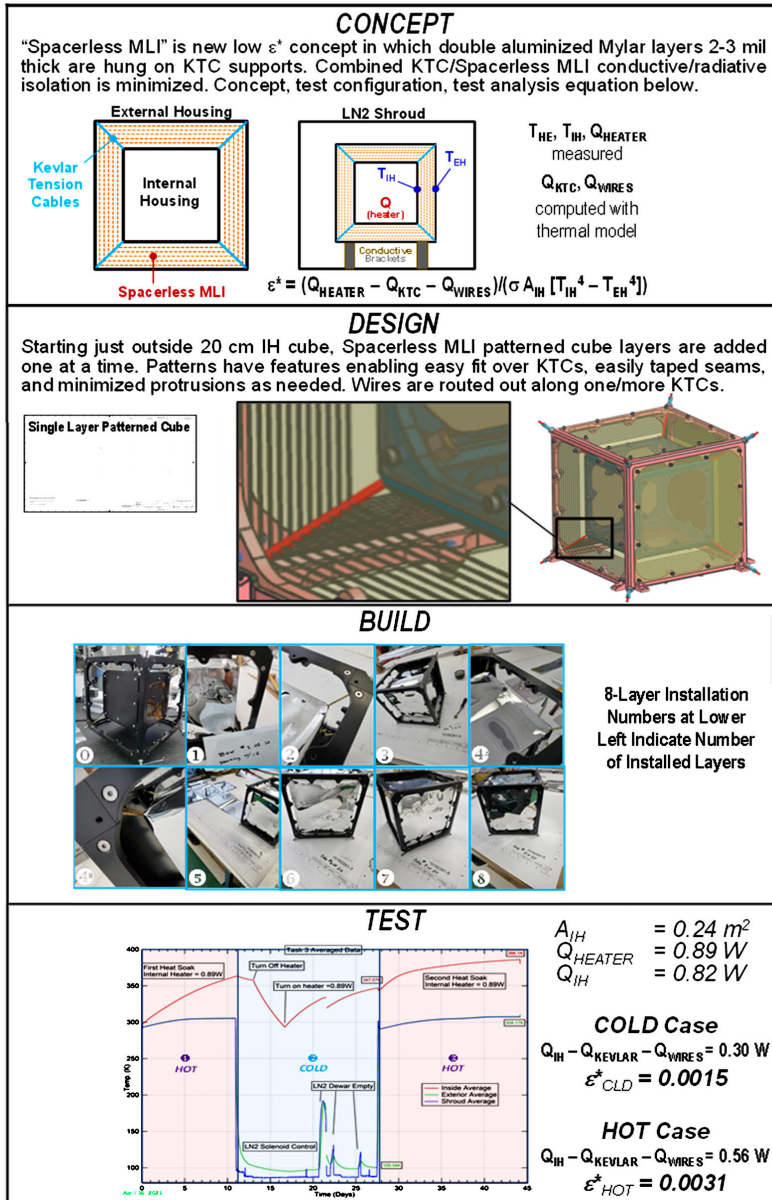 CONCEPT
“Spacerless MLI” is new low ε* concept in which double aluminized Mylar layers 2-3 mil
thick are hung on KTC supports. Combined KTC/Spacerless MLI conductive/radiative
isolation is minimized. Concept, test configuration, test analysis equation below.
External Housing
Kevlar
Tension
Cables
Internal
Housing
Spacerless MLI
LN2 Shroud
T_IH
T_EH
Q
(heater)
Conductive
Brackets
T_HE, T_IH, Q_HEATER
measured
Q_KTC, Q_WIRES
computed with
thermal model
ε* = (Q_HEATER – Q_KTC – Q_WIRES)/(σ A_IH [T_IH⁴ – T_EH⁴])
DESIGN
Starting just outside 20 cm IH cube, Spacerless MLI patterned cube layers are added
one at a time. Patterns have features enabling easy fit over KTCs, easily taped seams,
and minimized protrusions as needed. Wires are routed out along one/more KTCs.
Single Layer Patterned Cube
BUILD
0
1
2
3
4
4
5
6
7
8
8-Layer Installation
Numbers at Lower
Left Indicate Number
of Installed Layers
TEST
Task 3 Averaged Data
400
350
300
250
200
150
100
0
5
10
15
20
25
30
35
40
45
Temp. (K)
Time (Days)
First Heat Soak
Internal Heater = 0.89W
Turn Off Heater
Turn on heater =0.89W
Second Heat Soak
Internal Heater = 0.89W
1
HOT
2
COLD
HOT
LN2 Dewar Empty
LN2 Solenoid Control
Inside Average
Exterior Average
Shroud Average
A_IH = 0.24 m²
Q_HEATER = 0.89 W
Q_IH = 0.82 W
COLD Case
Q_IH – Q_KEVLAR – Q_WIRES = 0.30 W
ε*_CLD = 0.0015
HOT Case
Q_IH – Q_KEVLAR – Q_WIRES = 0.56 W
ε*_HOT = 0.0031